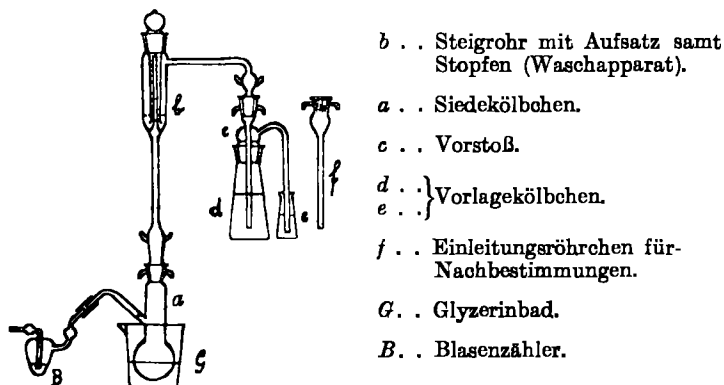 b . . Steigrohr mit Aufsatz samt
Stopfen (Waschapparat).
a . . Siedekölbchen.
c . . Vorstoß.
d . .
e . . } Vorlagekölbchen.
f . . Einleitungsröhrchen für-
Nachbestimmungen.
G. . Glyzerinbad.
B. . Blasenzähler.
b
c
f
d
e
a
B
G